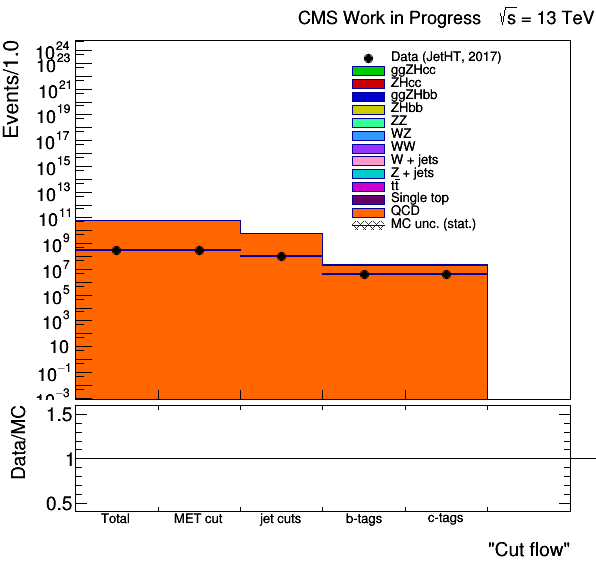 CMS Work in Progress √s = 13 TeV
Events/1.0
10^24
10^23
10^21
10^19
10^17
10^15
10^13
10^11
10^9
10^7
10^5
10^3
10
10^-1
10^-3
Data (JetHT, 2017)
ggZHcc
ZHcc
ggZHbb
ZHbb
ZZ
WZ
WW
W + jets
Z + jets
tt̄
Single top
QCD
MC unc. (stat.)
Data/MC
1.5
1
0.5
Total MET cut jet cuts b-tags c-tags
"Cut flow"